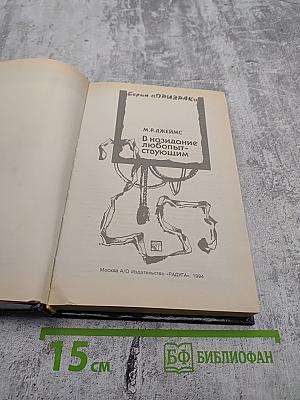 Серия «ПРИЗРАК»
М.Р. ДЖЕЙМС
В назидание
любопыт-
ствующим
Москва А/О Издательство «РАДУГА», 1994
15 см
БФ БИБЛИОФАН